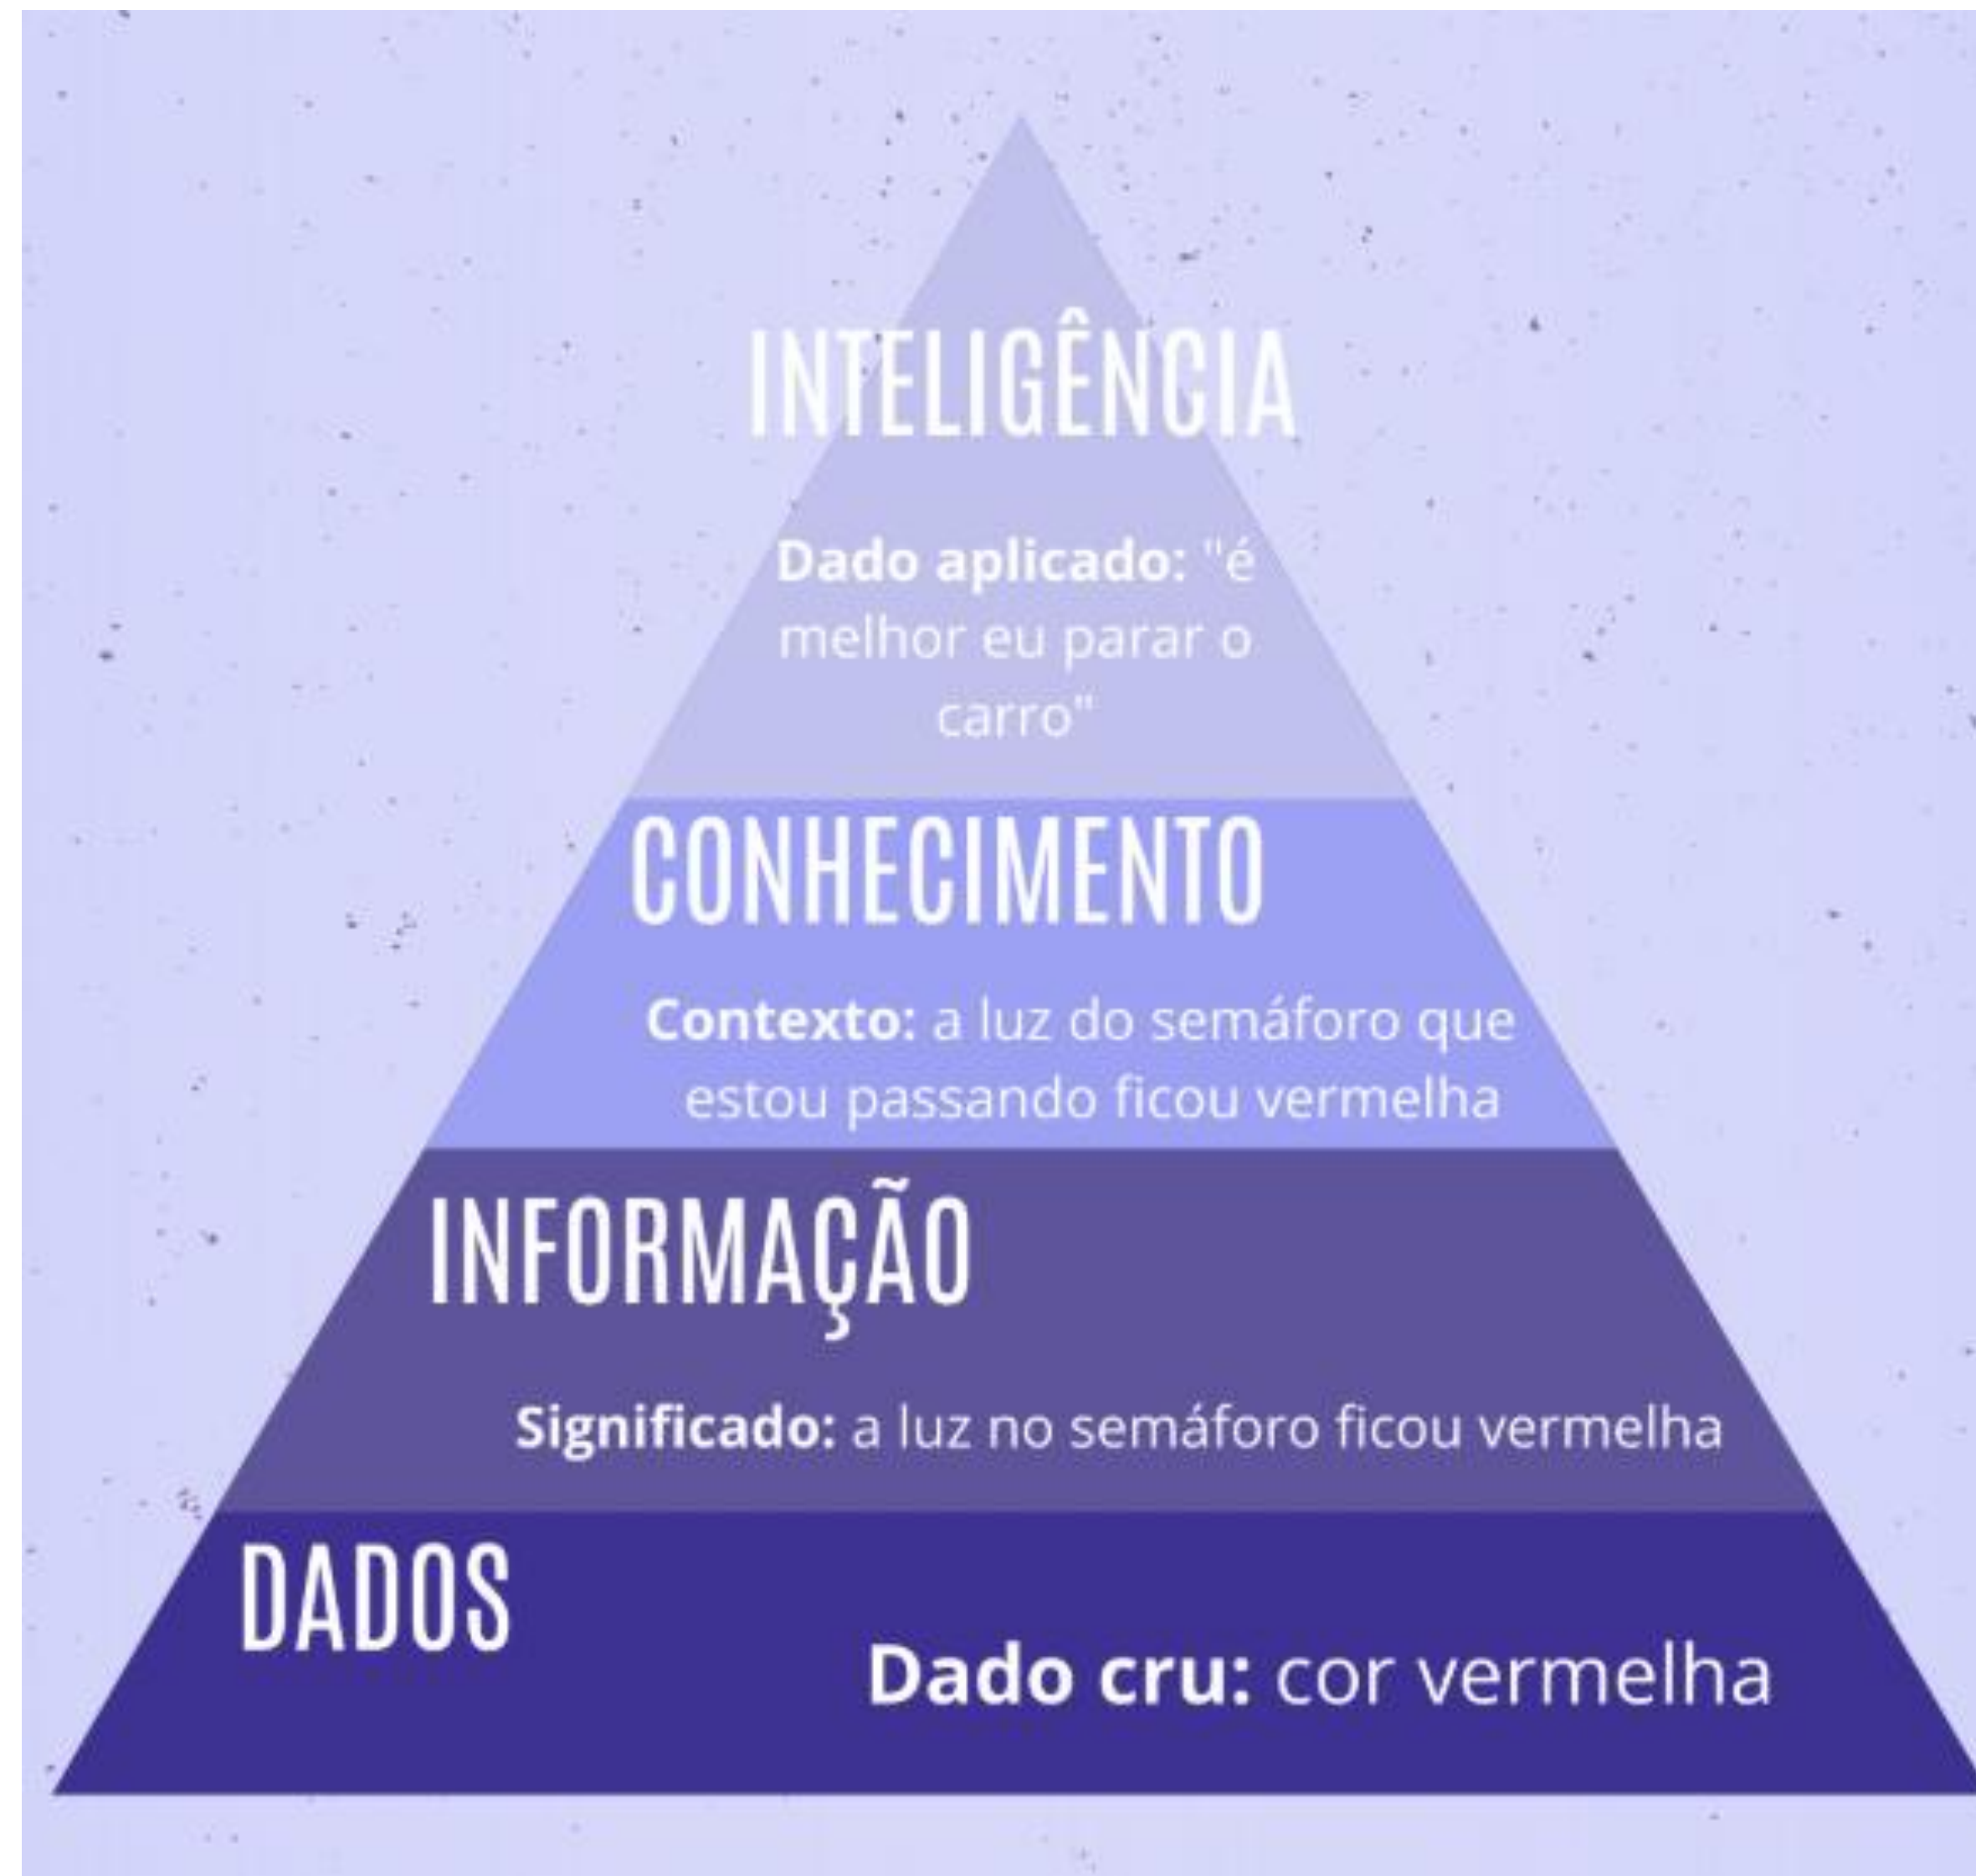 INTELIGÊNCIA
Dado aplicado: "é
melhor eu parar o
carro"
CONHECIMENTO
Contexto: a luz do semáforo que
estou passando ficou vermelha
INFORMAÇÃO
Significado: a luz no semáforo ficou vermelha
DADOS
Dado cru: cor vermelha